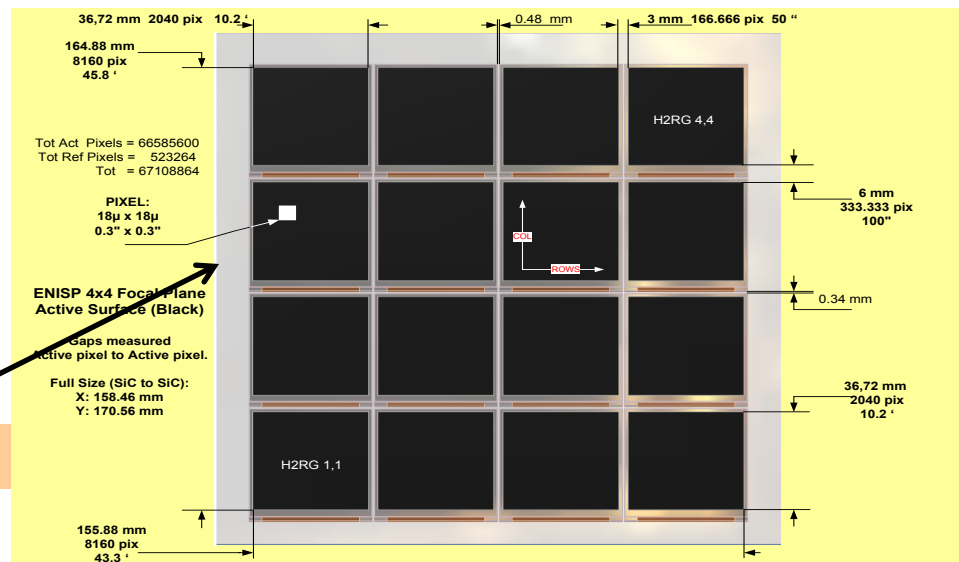 36,72 mm 2040 pix 10.2 ‘
0.48 mm
3 mm 166.666 pix 50 “
164.88 mm
8160 pix
45.8 ‘
H2RG 4,4
Tot Act Pixels = 66585600
Tot Ref Pixels = 523264
Tot = 67108864
PIXEL:
18µ x 18µ
0.3" x 0.3"
6 mm
333.333 pix
100"
COL
ROWS
ENISP 4x4 Focal Plane
Active Surface (Black)
0.34 mm
Gaps measured
Active pixel to Active pixel.
Full Size (SiC to SiC):
X: 158.46 mm
Y: 170.56 mm
36,72 mm
2040 pix
10.2 ‘
H2RG 1,1
155.88 mm
8160 pix
43.3 ‘